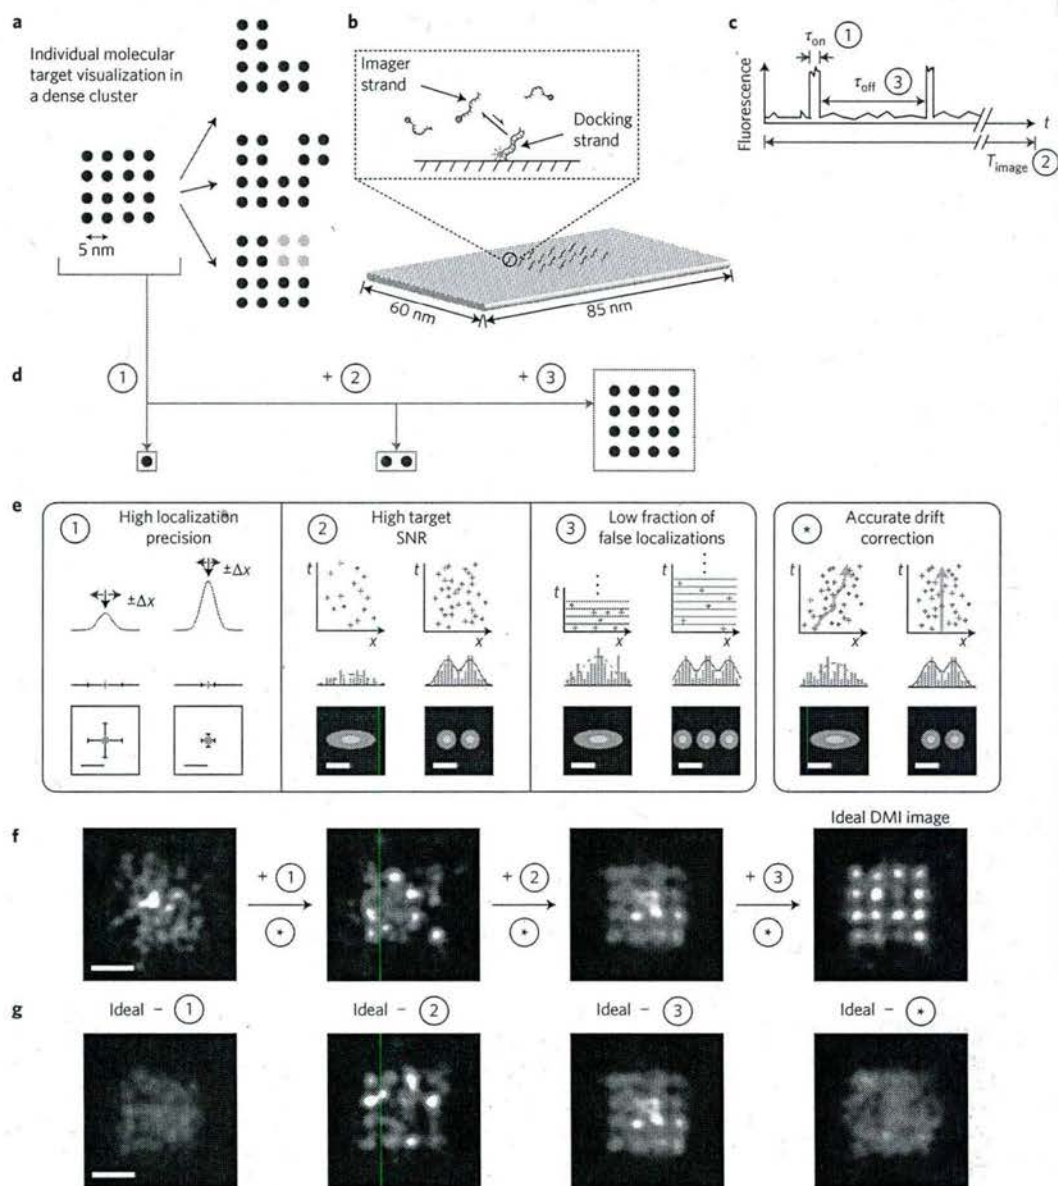 a
Individual molecular
target visualization in
a dense cluster
5 nm
b
Imager
strand
Docking
strand
60 nm
85 nm
c
Fluorescence
τon 1
τoff 3
t
Timage 2
d
1
+ 2
+ 3
e
1 High localization
precision
±Δx
±Δx
2 High target
SNR
t
x
t
x
3 Low fraction of
false localizations
t
x
x
* Accurate drift
correction
t
x
t
x
f
+ 1
*
+ 2
*
+ 3
*
Ideal DMI image
g
Ideal – 1
Ideal – 2
Ideal – 3
Ideal – *